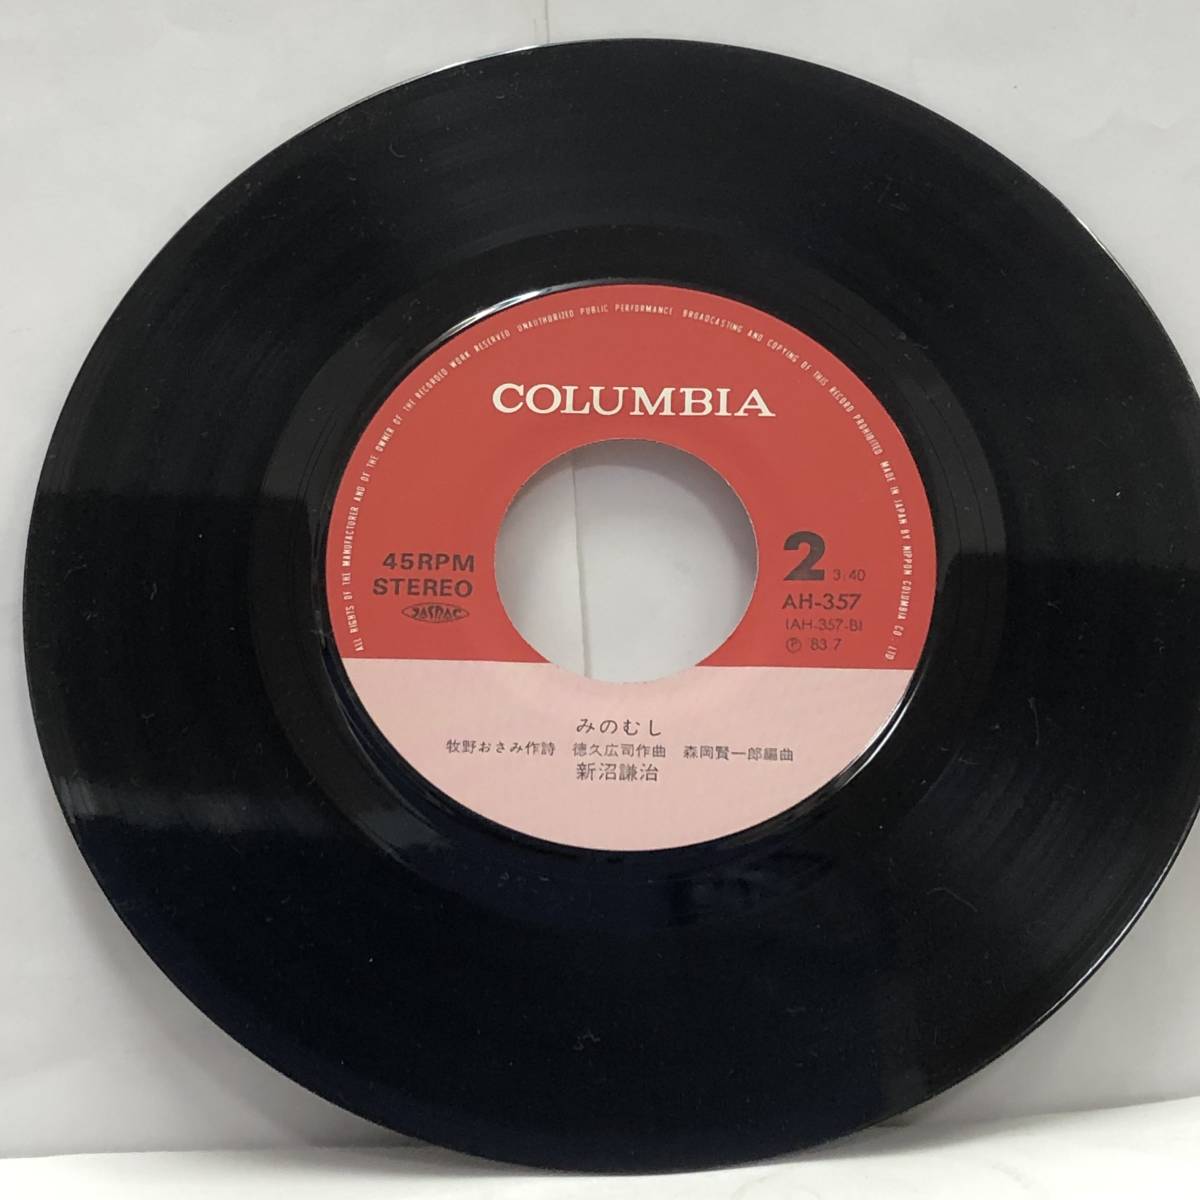 ALL RIGHTS OF THE MANUFACTURER AND OF THE OWNER OF THE RECORDED WORK RESERVED UNAUTHORIZED PUBLIC PERFORMANCE BROADCASTING AND COPYING OF THIS RECORD PROHIBITED MADE IN JAPAN BY NIPPON COLUMBIA CO., LTD
COLUMBIA
45RPM
STEREO
JASRAC
2 3:40
AH-357
(AH-357-B)
Ⓟ '83.7
みのむし
牧野おさみ作詩 徳久広司作曲 森岡賢一郎編曲
新沼謙治